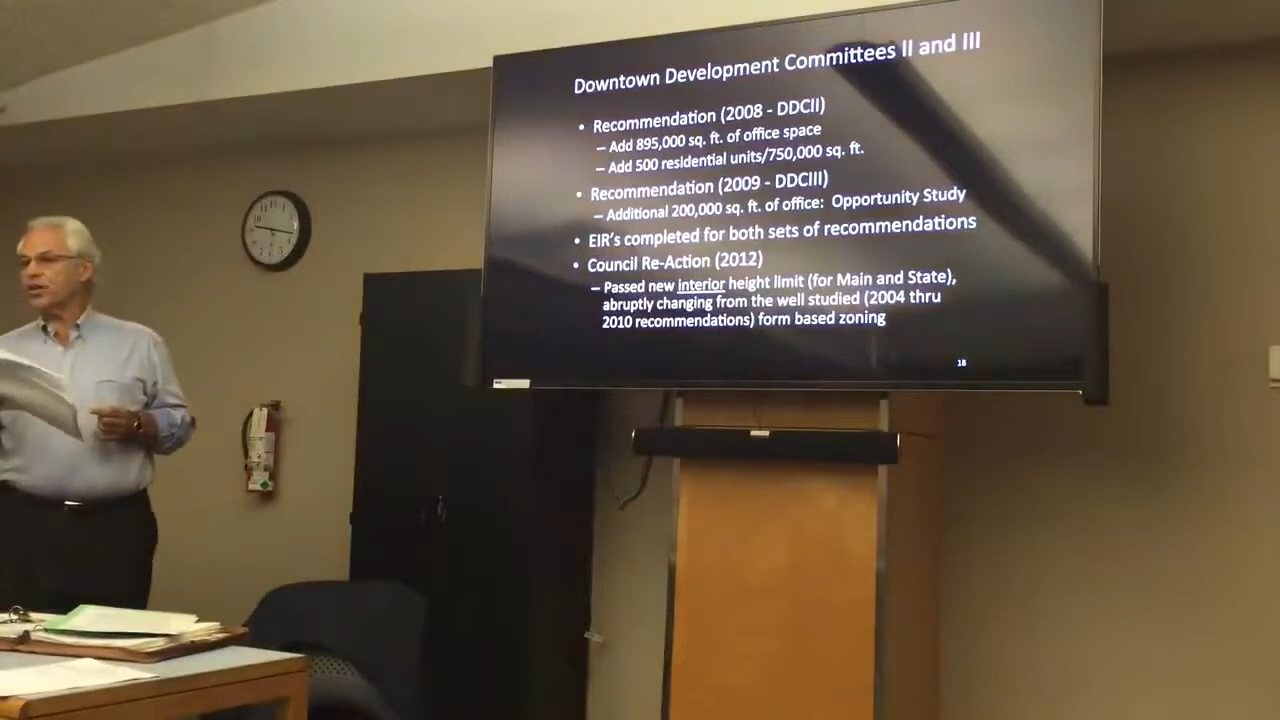 Downtown Development Committees II and III
• Recommendation (2008 - DDCII)
– Add 895,000 sq. ft. of office space
– Add 500 residential units/750,000 sq. ft.
• Recommendation (2009 - DDCIII)
– Additional 200,000 sq. ft. of office: Opportunity Study
• EIR's completed for both sets of recommendations
• Council Re-Action (2012)
– Passed new interior height limit (for Main and State),
abruptly changing from the well studied (2004 thru
2010 recommendations) form based zoning
18